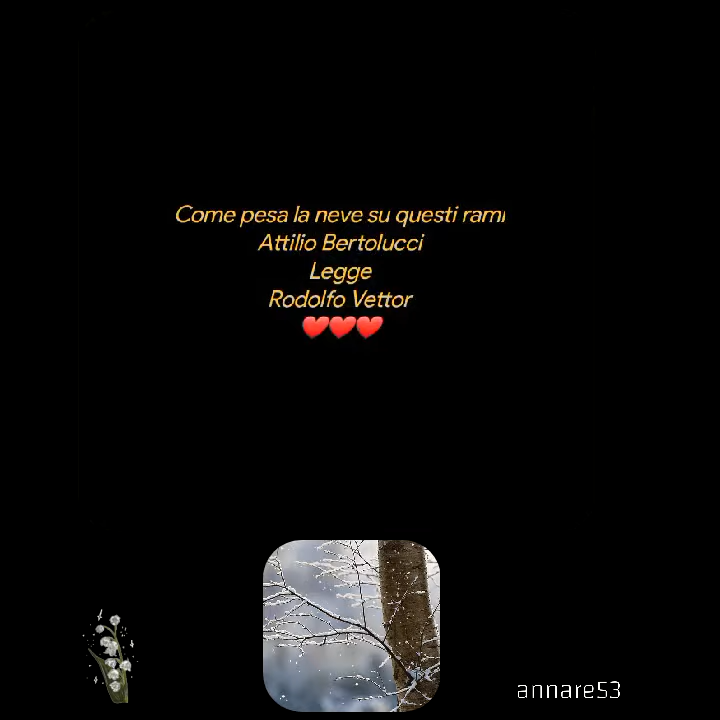 Come pesa la neve su questi rami
Attilio Bertolucci
Legge
Rodolfo Vettor
❤️❤️❤️
annare53